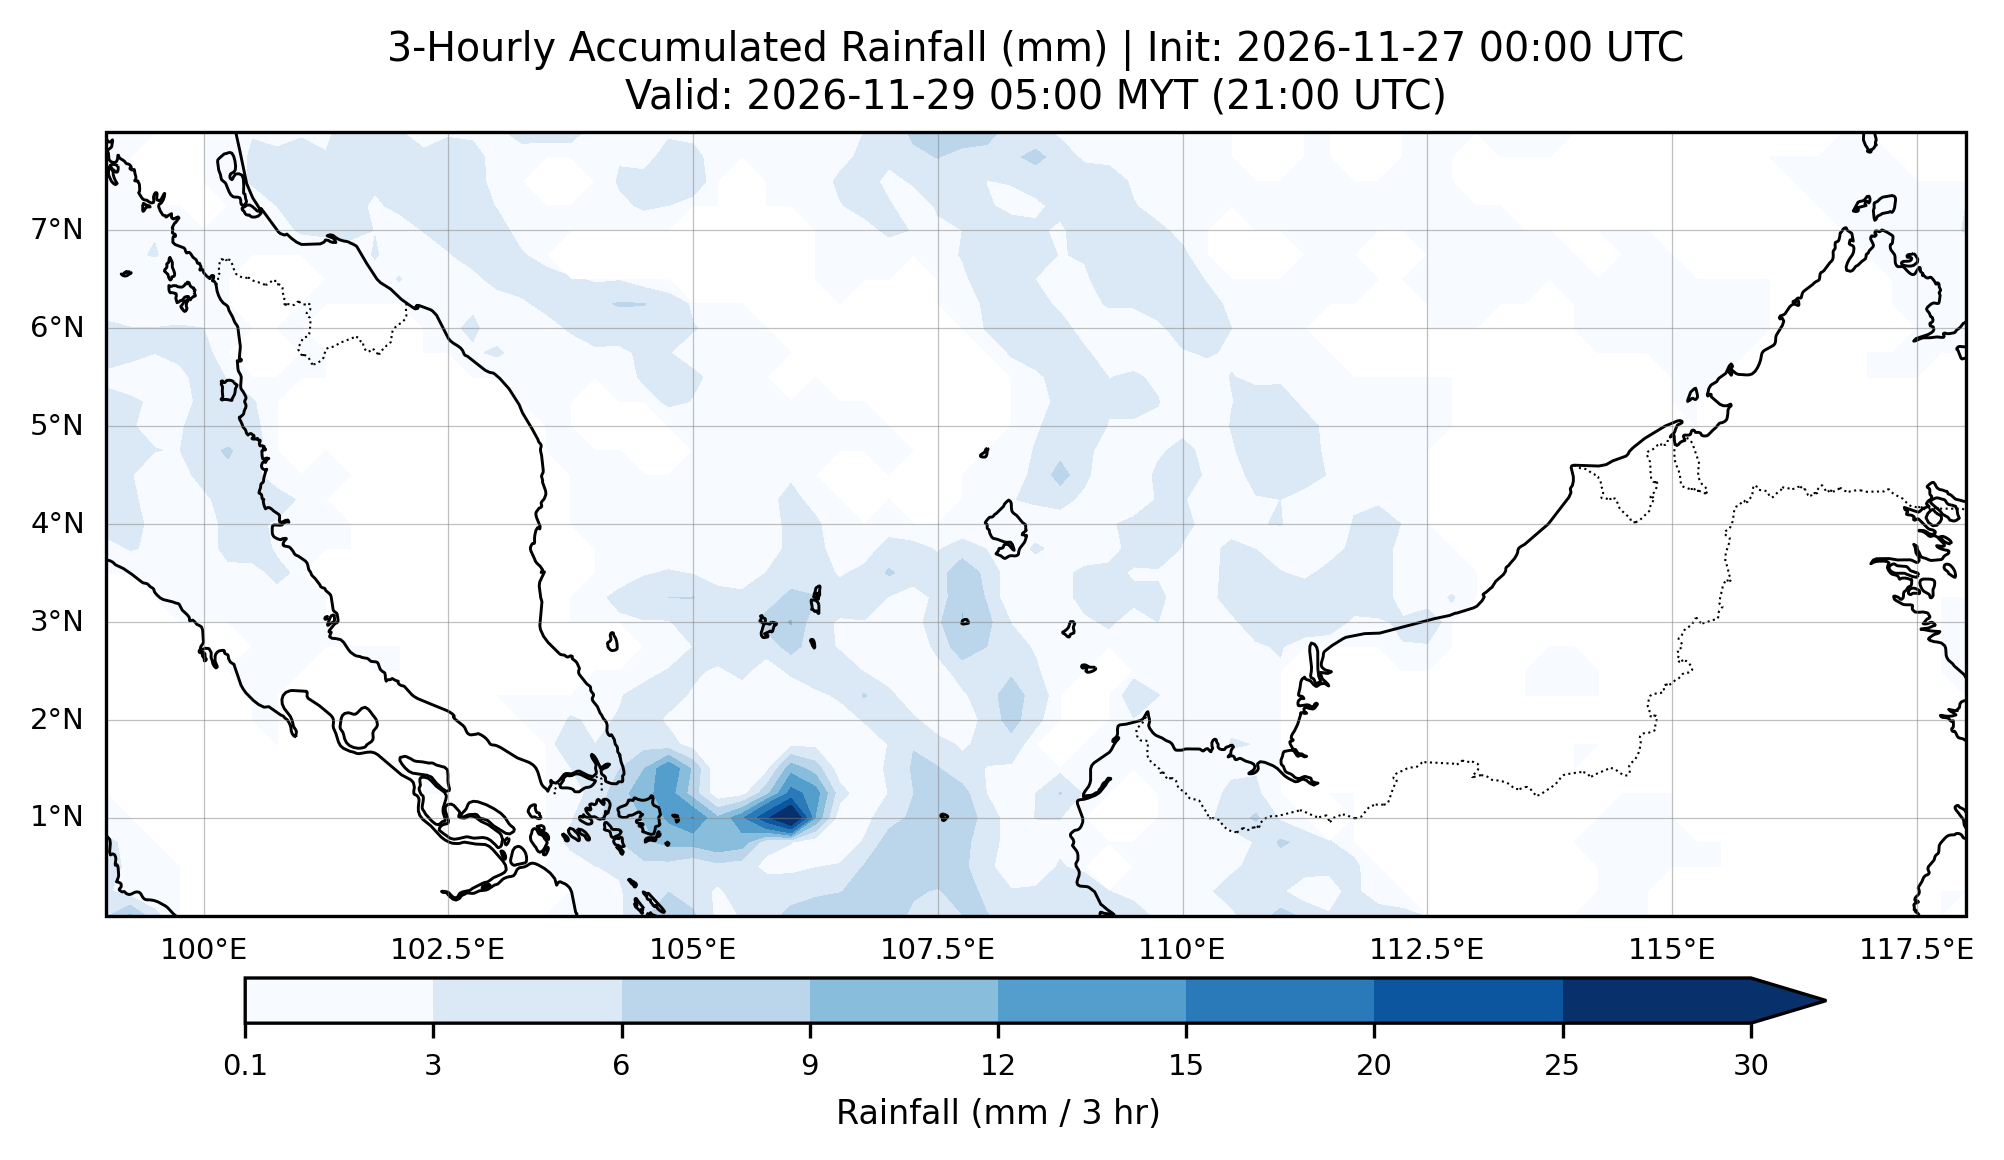 3-Hourly Accumulated Rainfall (mm) | Init: 2026-11-27 00:00 UTC
Valid: 2026-11-29 05:00 MYT (21:00 UTC)
7°N
6°N
5°N
4°N
3°N
2°N
1°N
100°E 102.5°E 105°E 107.5°E 110°E 112.5°E 115°E 117.5°E
0.1 3 6 9 12 15 20 25 30
Rainfall (mm / 3 hr)